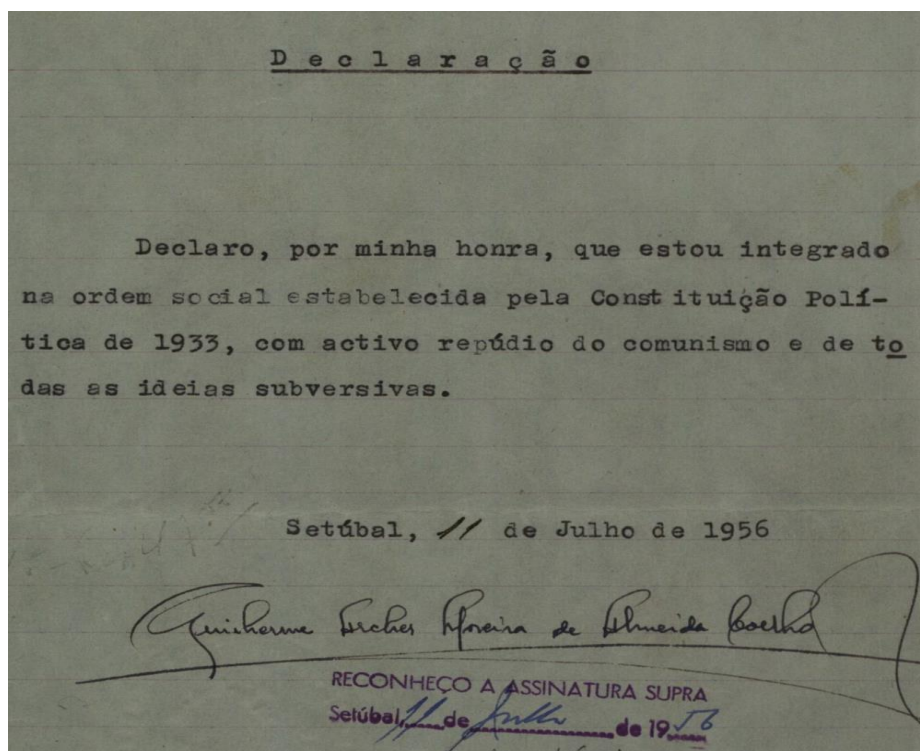 Declaração
Declaro, por minha honra, que estou integrado
na ordem social estabelecida pela Constituição Polí-
tica de 1933, com activo repúdio do comunismo e de to
das as ideias subversivas.
Setúbal, 11 de Julho de 1956
Guilherme Archer Moreira de Almeida Coelho
RECONHEÇO A ASSINATURA SUPRA
Setúbal, 11 de Julho de 1956